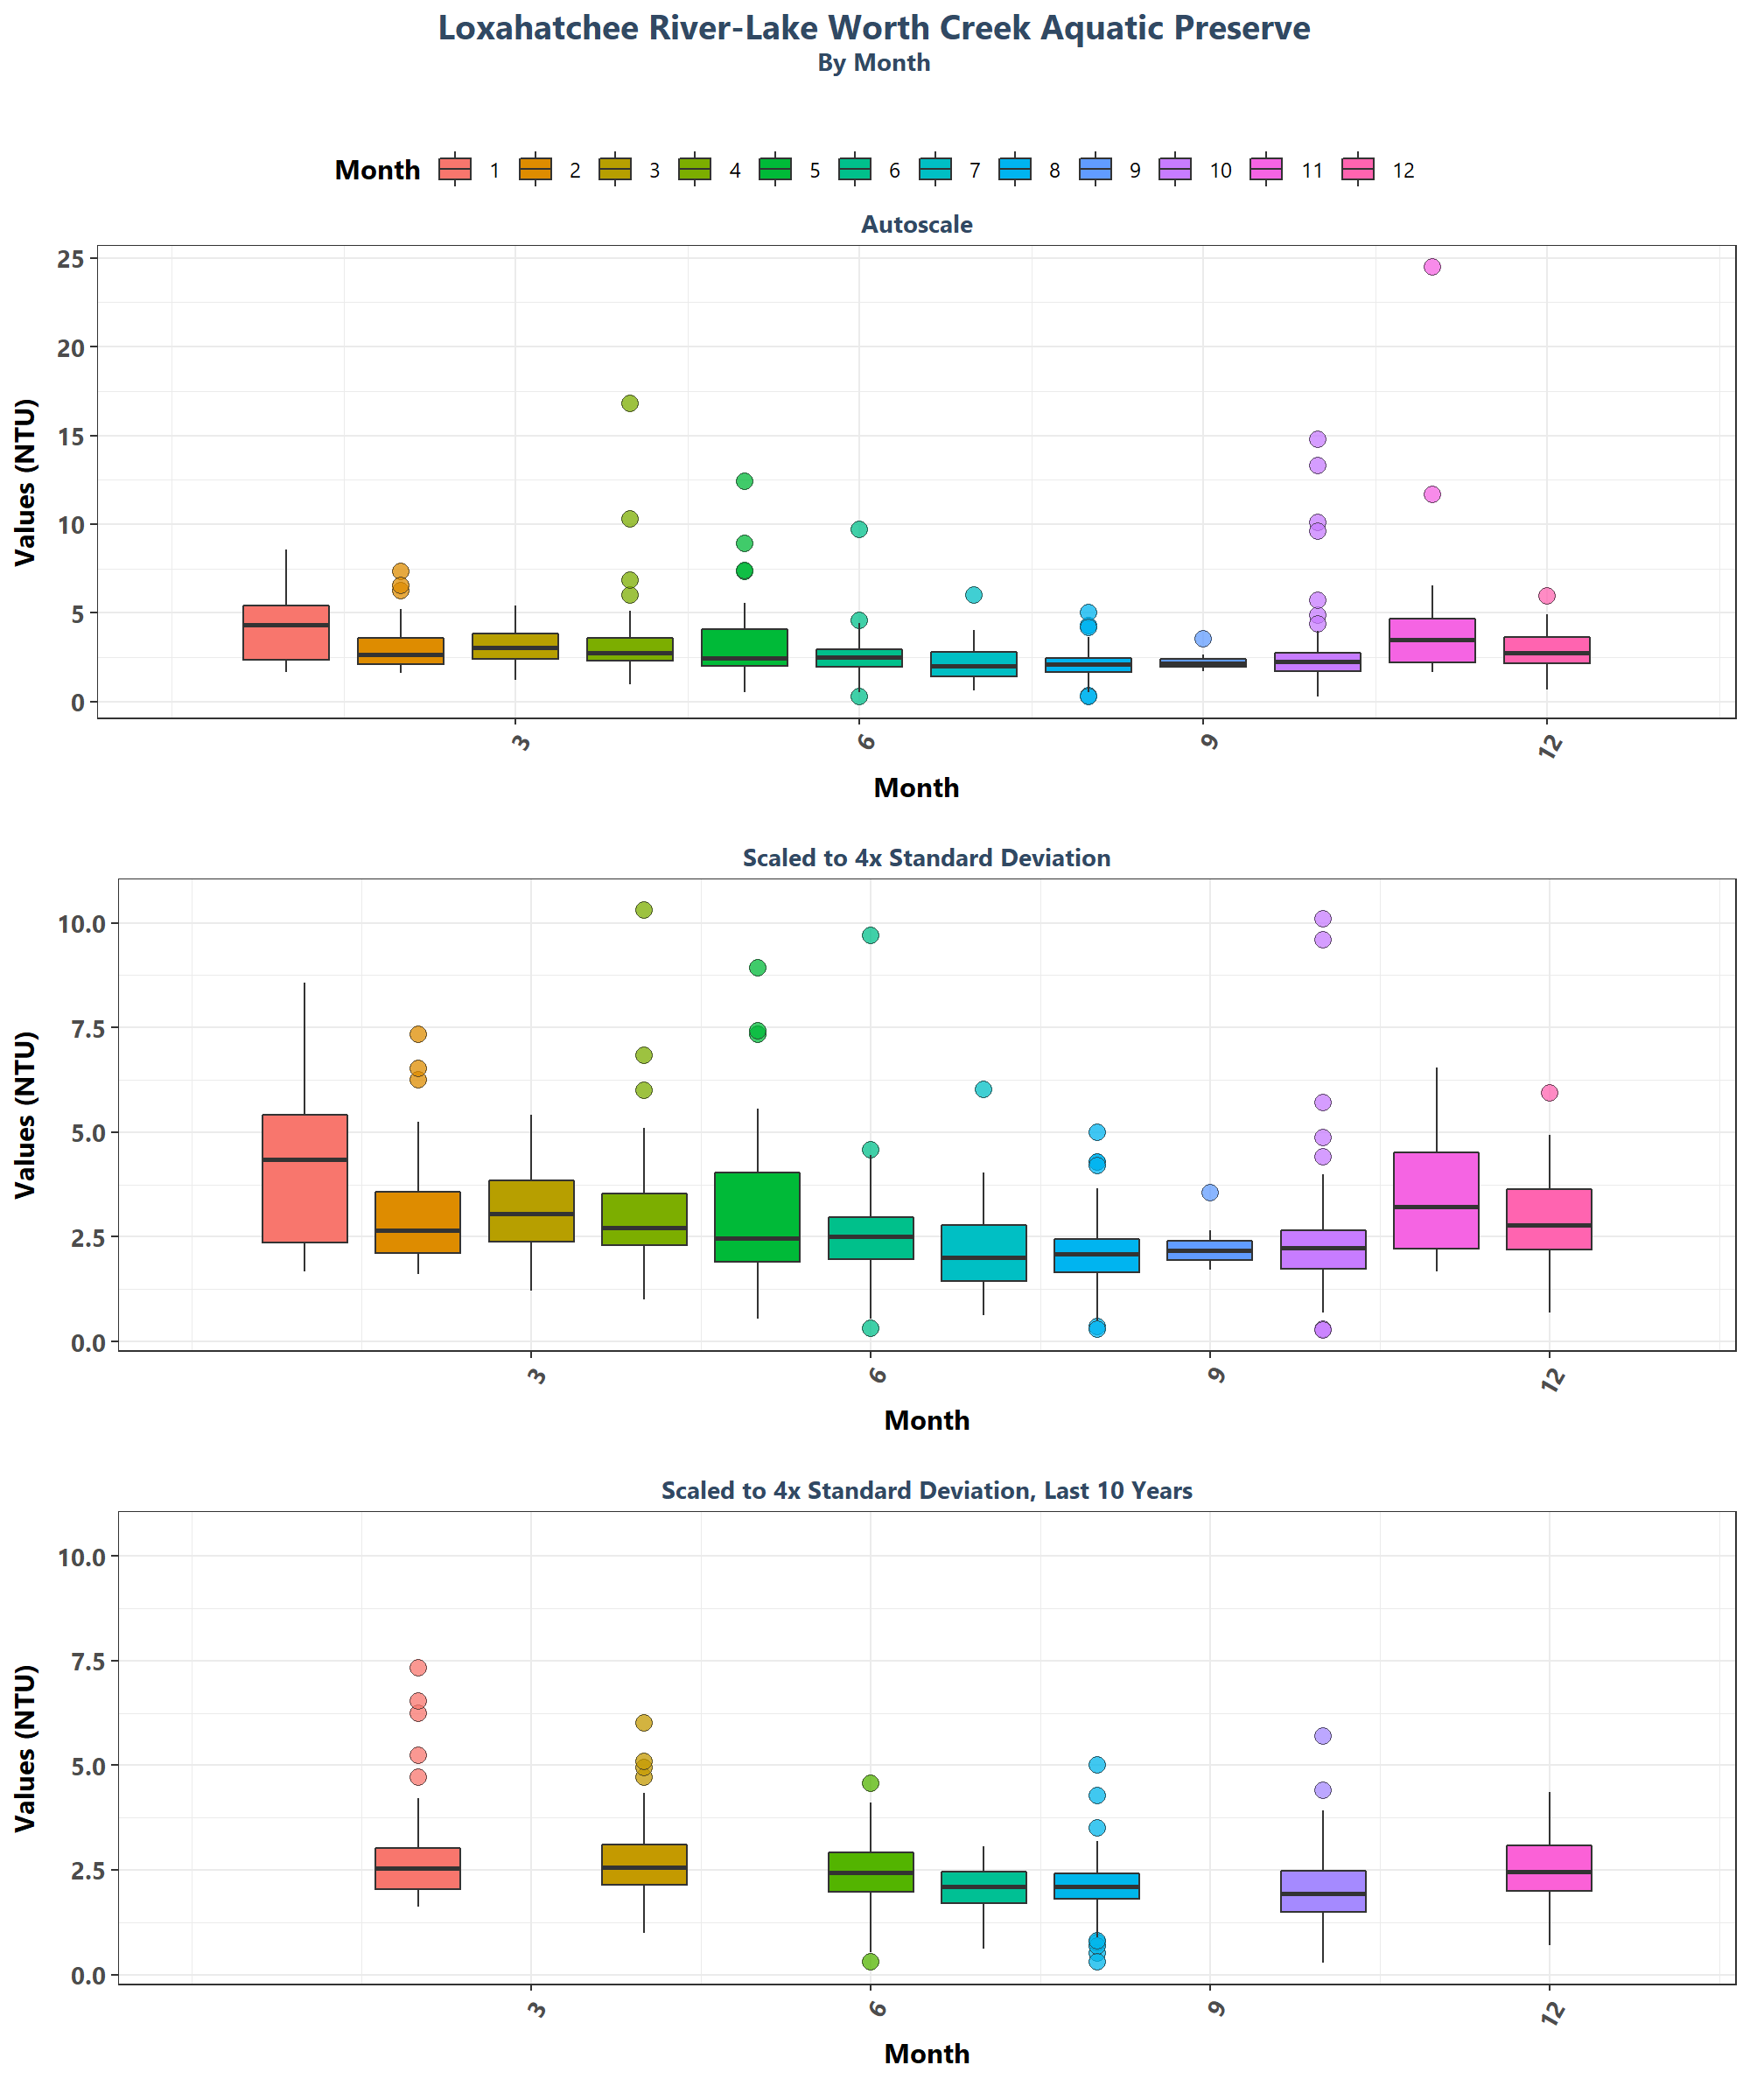 Loxahatchee River-Lake Worth Creek Aquatic Preserve
By Month
Month 1 2 3 4 5 6 7 8 9 10 11 12
Autoscale
Values (NTU)
25
20
15
10
5
0
3 6 9 12
Month
Scaled to 4x Standard Deviation
Values (NTU)
10.0
7.5
5.0
2.5
0.0
3 6 9 12
Month
Scaled to 4x Standard Deviation, Last 10 Years
Values (NTU)
10.0
7.5
5.0
2.5
0.0
3 6 9 12
Month